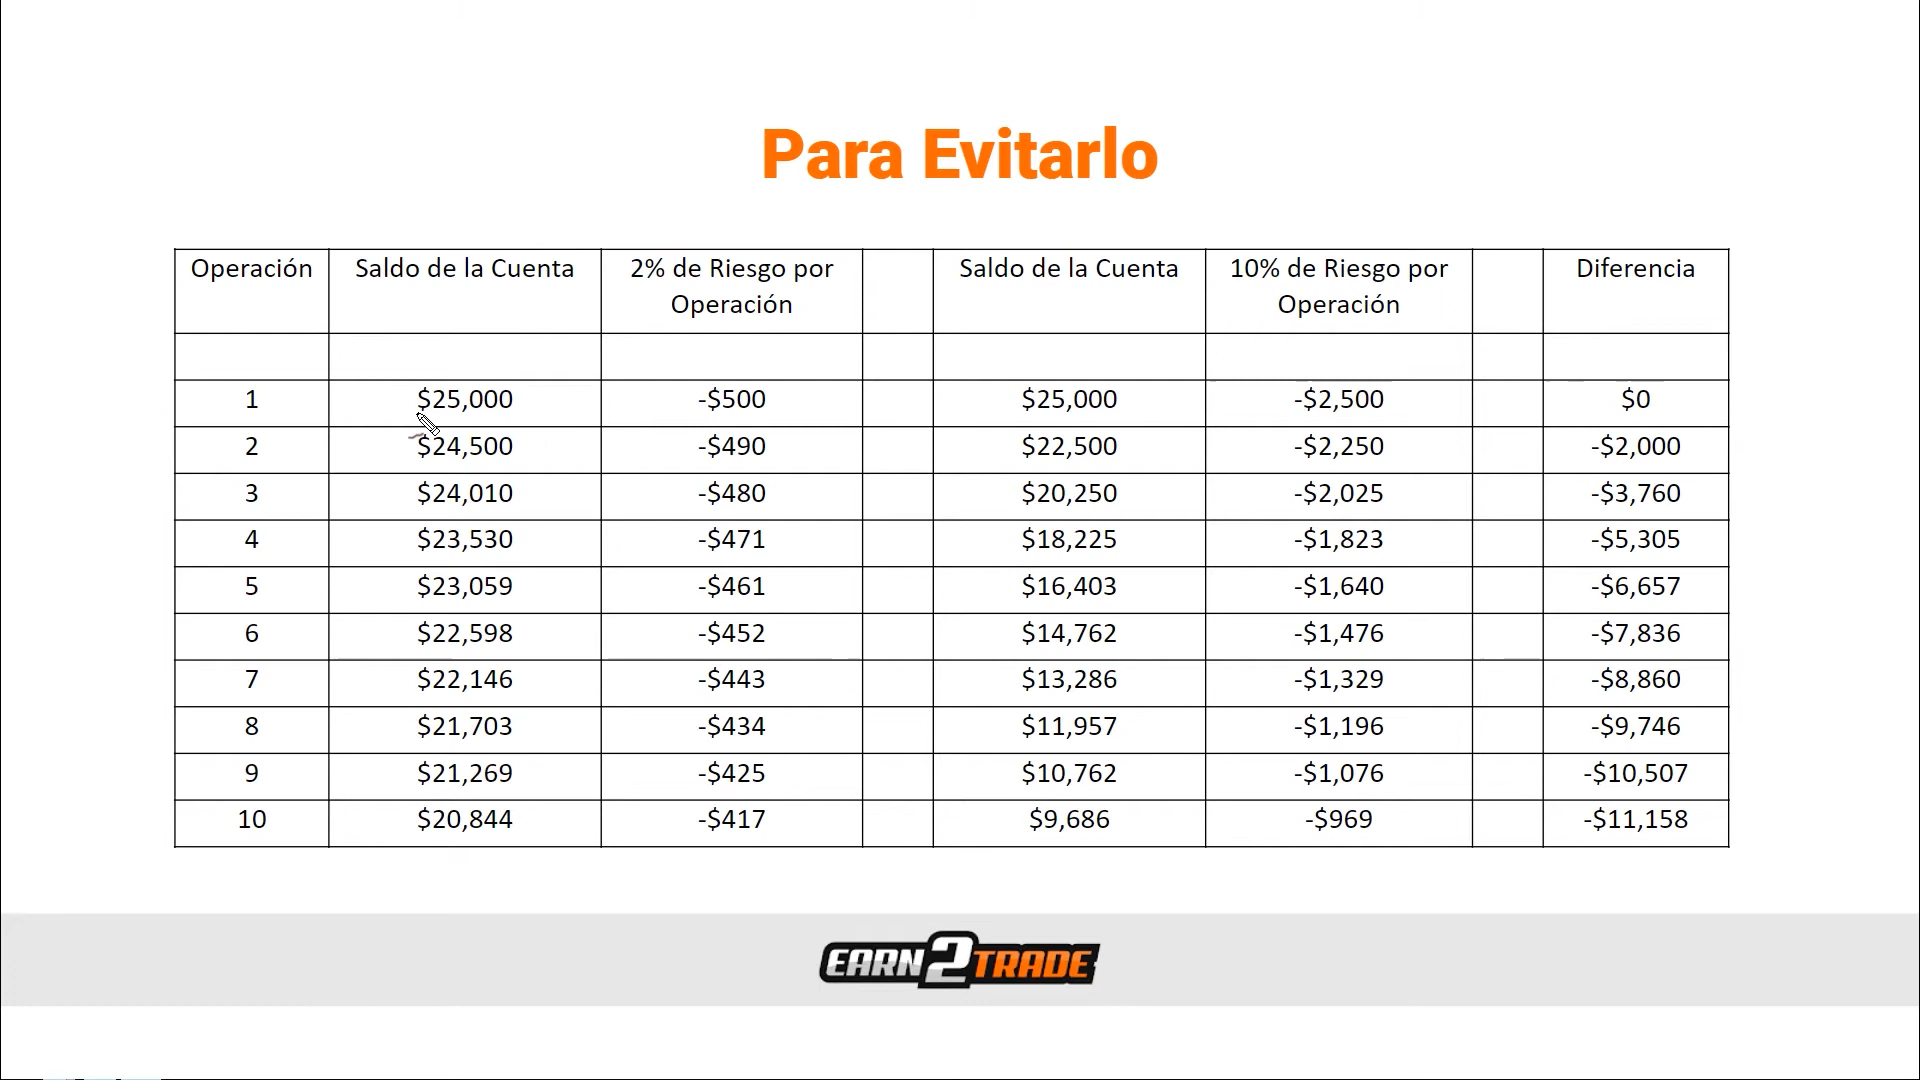 Para Evitarlo
Operación Saldo de la Cuenta 2% de Riesgo por Operación Saldo de la Cuenta 10% de Riesgo por Operación Diferencia
1 $25,000 -$500 $25,000 -$2,500 $0
2 $24,500 -$490 $22,500 -$2,250 -$2,000
3 $24,010 -$480 $20,250 -$2,025 -$3,760
4 $23,530 -$471 $18,225 -$1,823 -$5,305
5 $23,059 -$461 $16,403 -$1,640 -$6,657
6 $22,598 -$452 $14,762 -$1,476 -$7,836
7 $22,146 -$443 $13,286 -$1,329 -$8,860
8 $21,703 -$434 $11,957 -$1,196 -$9,746
9 $21,269 -$425 $10,762 -$1,076 -$10,507
10 $20,844 -$417 $9,686 -$969 -$11,158
EARN2TRADE